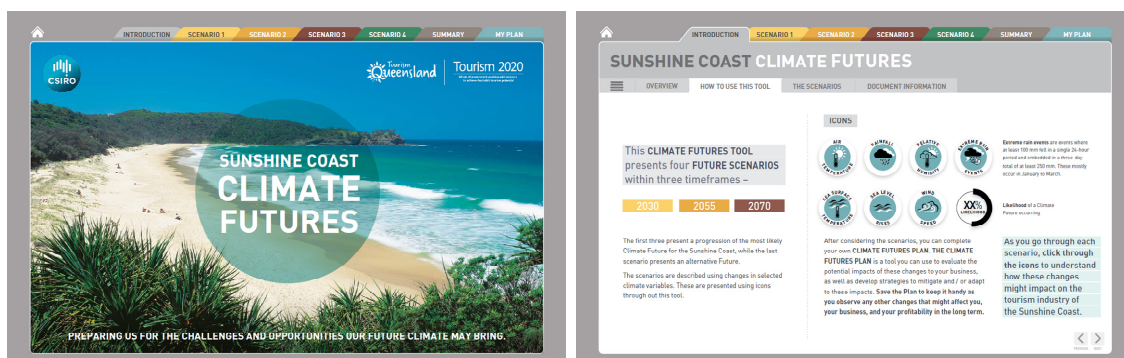 INTRODUCTION SCENARIO 1 SCENARIO 2 SCENARIO 3 SCENARIO 4 SUMMARY MY PLAN
CSIRO
Tourism
Queensland
Tourism 2020
SUNSHINE COAST
CLIMATE
FUTURES
PREPARING US FOR THE CHALLENGES AND OPPORTUNITIES OUR FUTURE CLIMATE MAY BRING.
INTRODUCTION SCENARIO 1 SCENARIO 2 SCENARIO 3 SCENARIO 4 SUMMARY MY PLAN
SUNSHINE COAST CLIMATE FUTURES
OVERVIEW HOW TO USE THIS TOOL THE SCENARIOS DOCUMENT INFORMATION
This CLIMATE FUTURES TOOL
presents four FUTURE SCENARIOS
within three timeframes –
2030 2055 2070
The first three present a progression of the most likely
Climate Future for the Sunshine Coast, while the last
scenario presents an alternative Future.
The scenarios are described using changes in selected
climate variables. These are presented using icons
through out this tool.
ICONS
AIR TEMPERATURE
RAINFALL
RELATIVE HUMIDITY
EXTREME RAIN EVENTS
Extreme rain evens are events where
at least 100 mm fell in a single 24-hour
period and embedded in a three-day
total of at least 250 mm. These mostly
occur in January to March.
SEA SURFACE TEMPERATURE
SEA LEVEL RISES
WIND SPEED
XX%
LIKELIHOOD
Likelihood of a Climate
Future occurring
After considering the scenarios, you can complete
your own CLIMATE FUTURES PLAN. THE CLIMATE
FUTURES PLAN is a tool you can use to evaluate the
potential impacts of these changes to your business,
as well as develop strategies to mitigate and / or adapt
to these impacts. Save the Plan to keep it handy as
you observe any other changes that might affect you,
your business, and your profitability in the long term.
As you go through each
scenario, click through
the icons to understand
how these changes
might impact on the
tourism industry of
the Sunshine Coast.